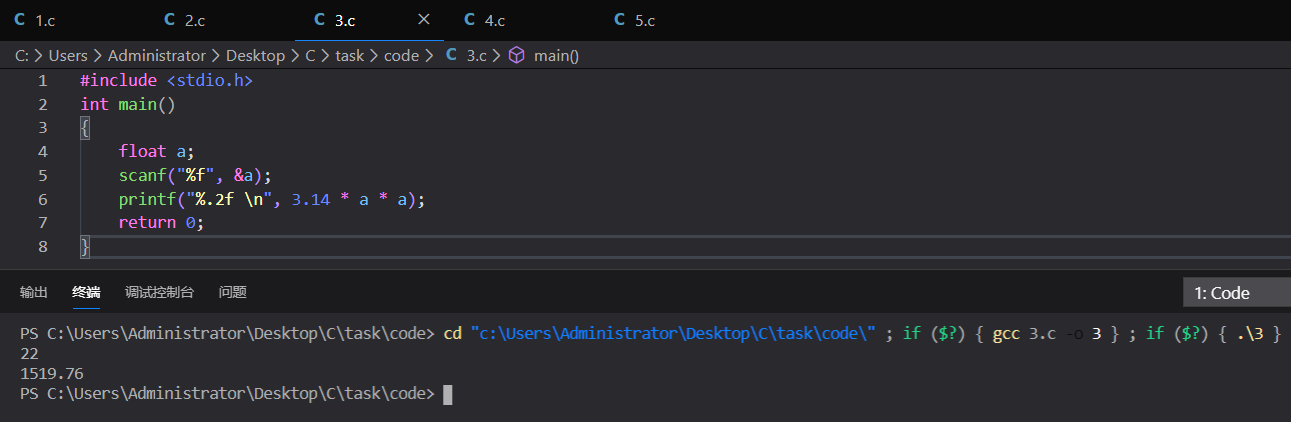 C 1.c C 2.c C 3.c × C 4.c C 5.c
C: > Users > Administrator > Desktop > C > task > code > C 3.c > main()
1 #include <stdio.h>
2 int main()
3 {
4     float a;
5     scanf("%f", &a);
6     printf("%.2f \n", 3.14 * a * a);
7     return 0;
8 }
输出 终端 调试控制台 问题 1: Code
PS C:\Users\Administrator\Desktop\C\task\code> cd "c:\Users\Administrator\Desktop\C\task\code\" ; if ($?) { gcc 3.c -o 3 } ; if ($?) { .\3 }
22
1519.76
PS C:\Users\Administrator\Desktop\C\task\code>